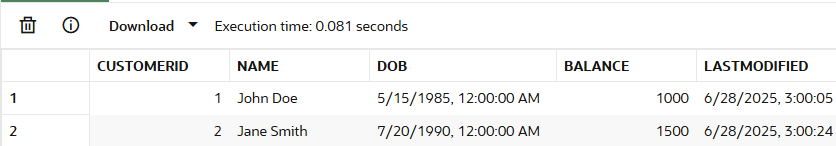 Download Execution time: 0.081 seconds
CUSTOMERID NAME DOB BALANCE LASTMODIFIED
1 1 John Doe 5/15/1985, 12:00:00 AM 1000 6/28/2025, 3:00:05
2 2 Jane Smith 7/20/1990, 12:00:00 AM 1500 6/28/2025, 3:00:24